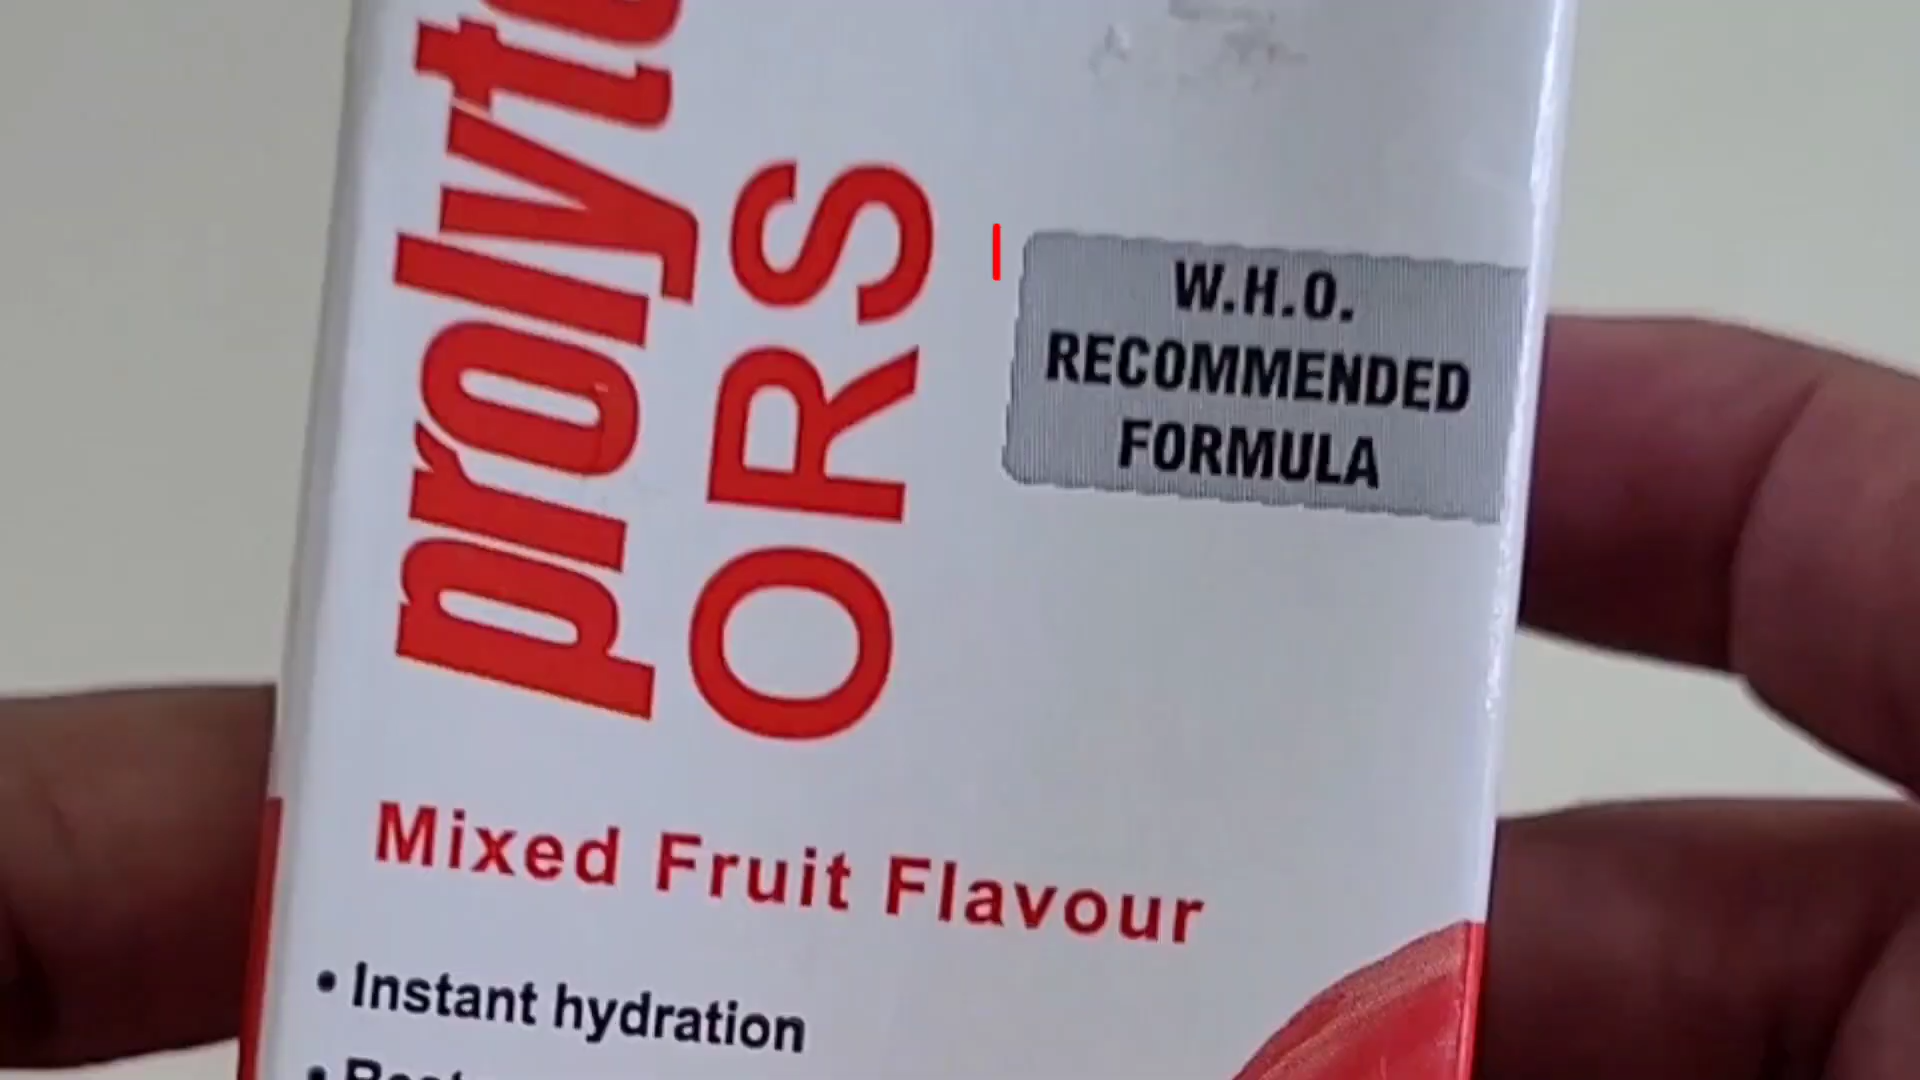 prolyt
ORS
W.H.O.
RECOMMENDED
FORMULA
Mixed Fruit Flavour
• Instant hydration